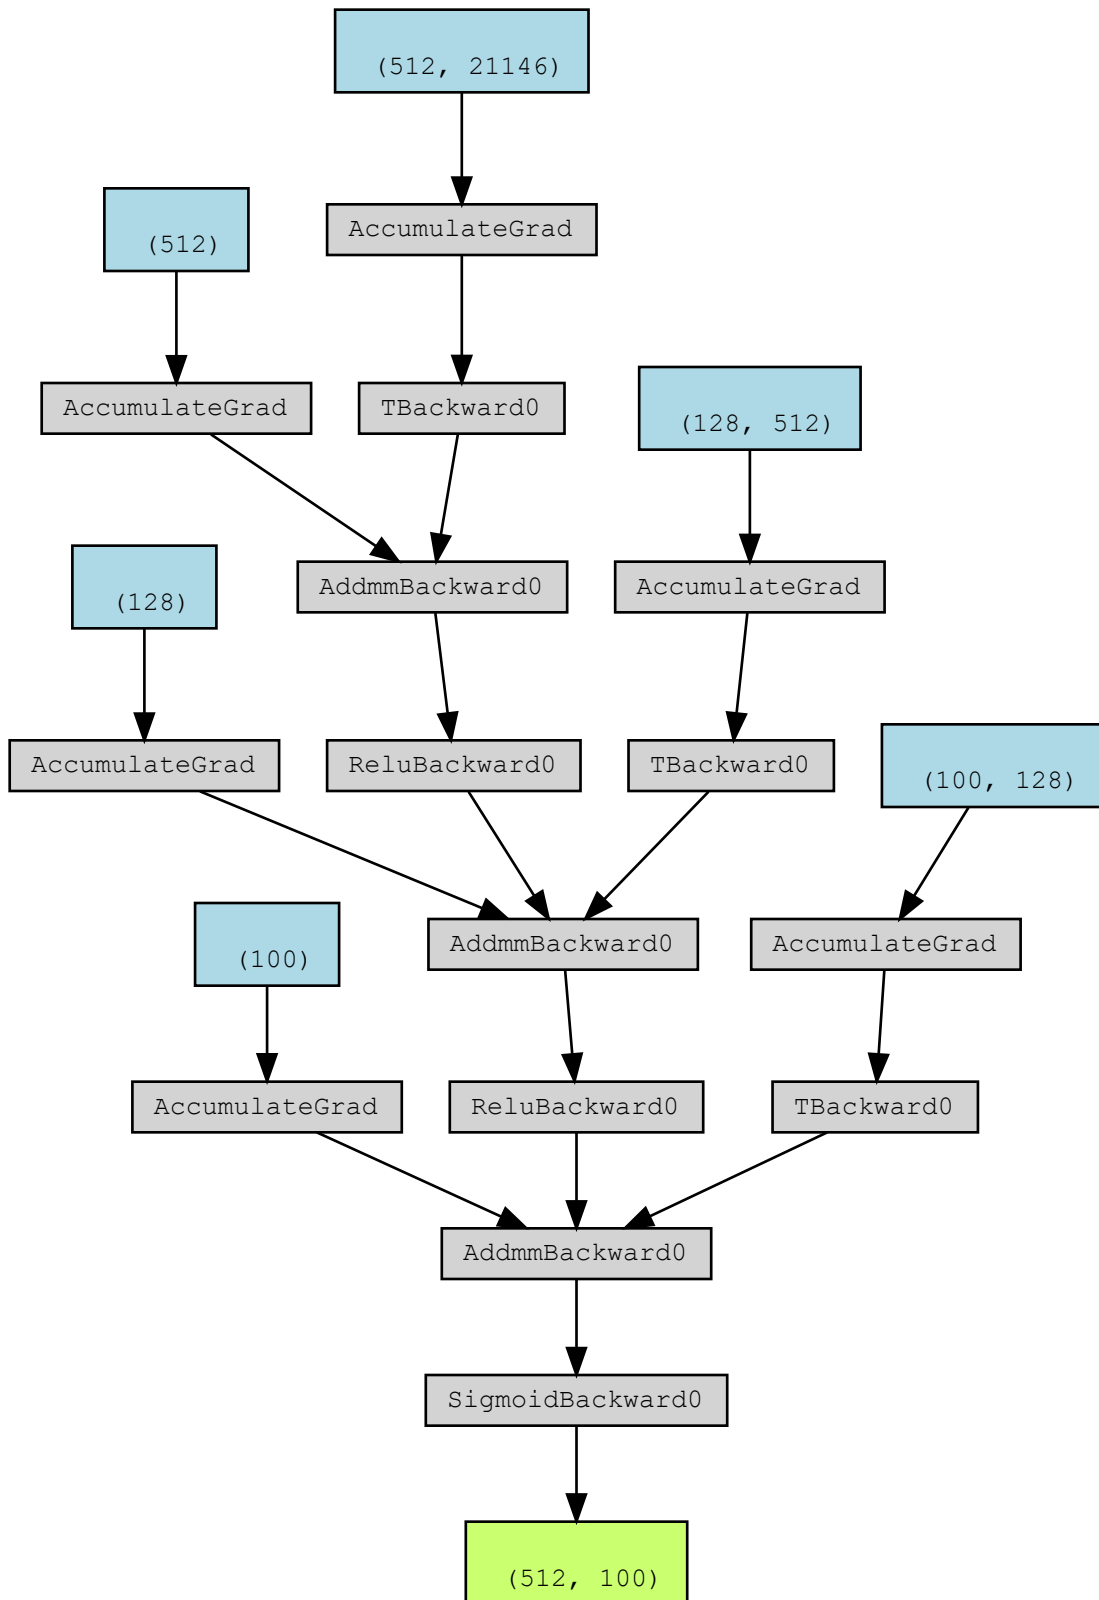 (512, 21146)
AccumulateGrad
(512)
AccumulateGrad
TBackward0
(128, 512)
AddmmBackward0
AccumulateGrad
(128)
AccumulateGrad
ReluBackward0
TBackward0
(100, 128)
AddmmBackward0
AccumulateGrad
(100)
AccumulateGrad
ReluBackward0
TBackward0
AddmmBackward0
SigmoidBackward0
(512, 100)